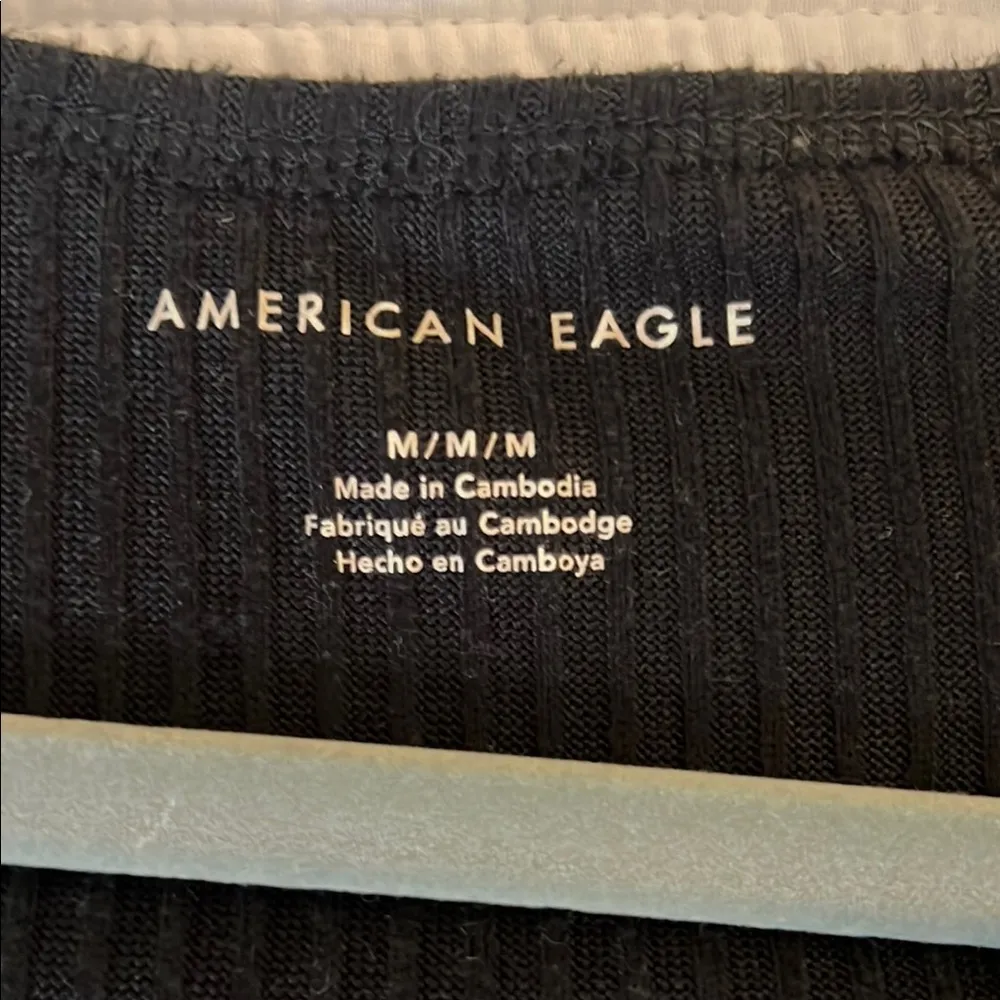 AMERICAN EAGLE
M/M/M
Made in Cambodia
Fabriqué au Cambodge
Hecho en Camboya